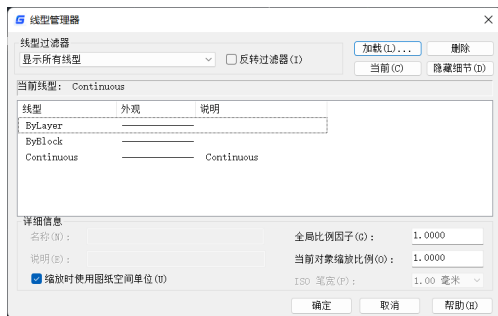 线型管理器
线型过滤器
显示所有线型
反转过滤器(I)
加载(L)...
删除
当前(C)
隐藏细节(D)
当前线型: Continuous
线型 外观 说明
ByLayer
ByBlock
Continuous Continuous
详细信息
名称(N):
全局比例因子(G): 1.0000
说明(E):
当前对象缩放比例(O): 1.0000
缩放时使用图纸空间单位(U)
ISO 笔宽(P): 1.00 毫米
确定 取消 帮助(H)